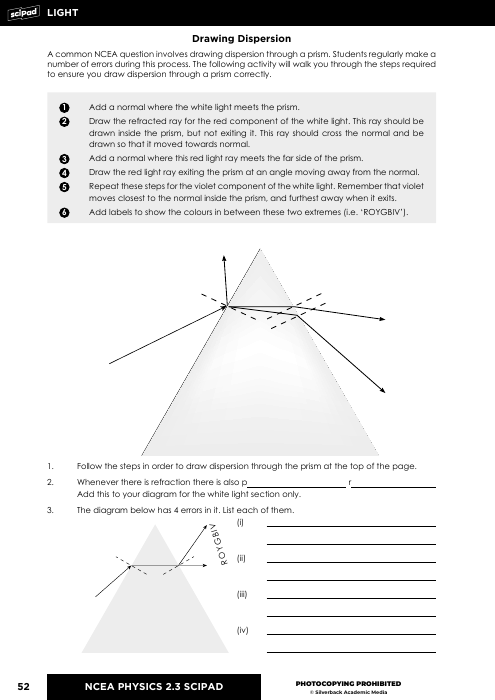 scipad LIGHT
Drawing Dispersion
A common NCEA question involves drawing dispersion through a prism. Students regularly make a
number of errors during this process. The following activity will walk you through the steps required
to ensure you draw dispersion through a prism correctly.
1 Add a normal where the white light meets the prism.
2 Draw the refracted ray for the red component of the white light. This ray should be
drawn inside the prism, but not exiting it. This ray should cross the normal and be
drawn so that it moved towards normal.
3 Add a normal where this red light ray meets the far side of the prism.
4 Draw the red light ray exiting the prism at an angle moving away from the normal.
5 Repeat these steps for the violet component of the white light. Remember that violet
moves closest to the normal inside the prism, and furthest away when it exits.
6 Add labels to show the colours in between these two extremes (i.e. ‘ROYGBIV’).
1. Follow the steps in order to draw dispersion through the prism at the top of the page.
2. Whenever there is refraction there is also p____________ r____________
Add this to your diagram for the white light section only.
3. The diagram below has 4 errors in it. List each of them.
(i)
ROYGBIV
(ii)
(iii)
(iv)
52 NCEA PHYSICS 2.3 SCIPAD PHOTOCOPYING PROHIBITED
© Silverback Academic Media